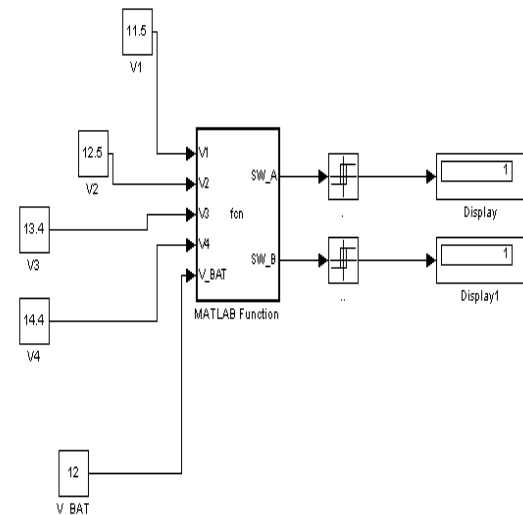 11.5
V1
12.5
V2
13.4
V3
14.4
V4
12
V_BAT
V1
V2
V3
V4
V_BAT
fcn
SW_A
SW_B
MATLAB Function
.
..
1
Display
1
Display1